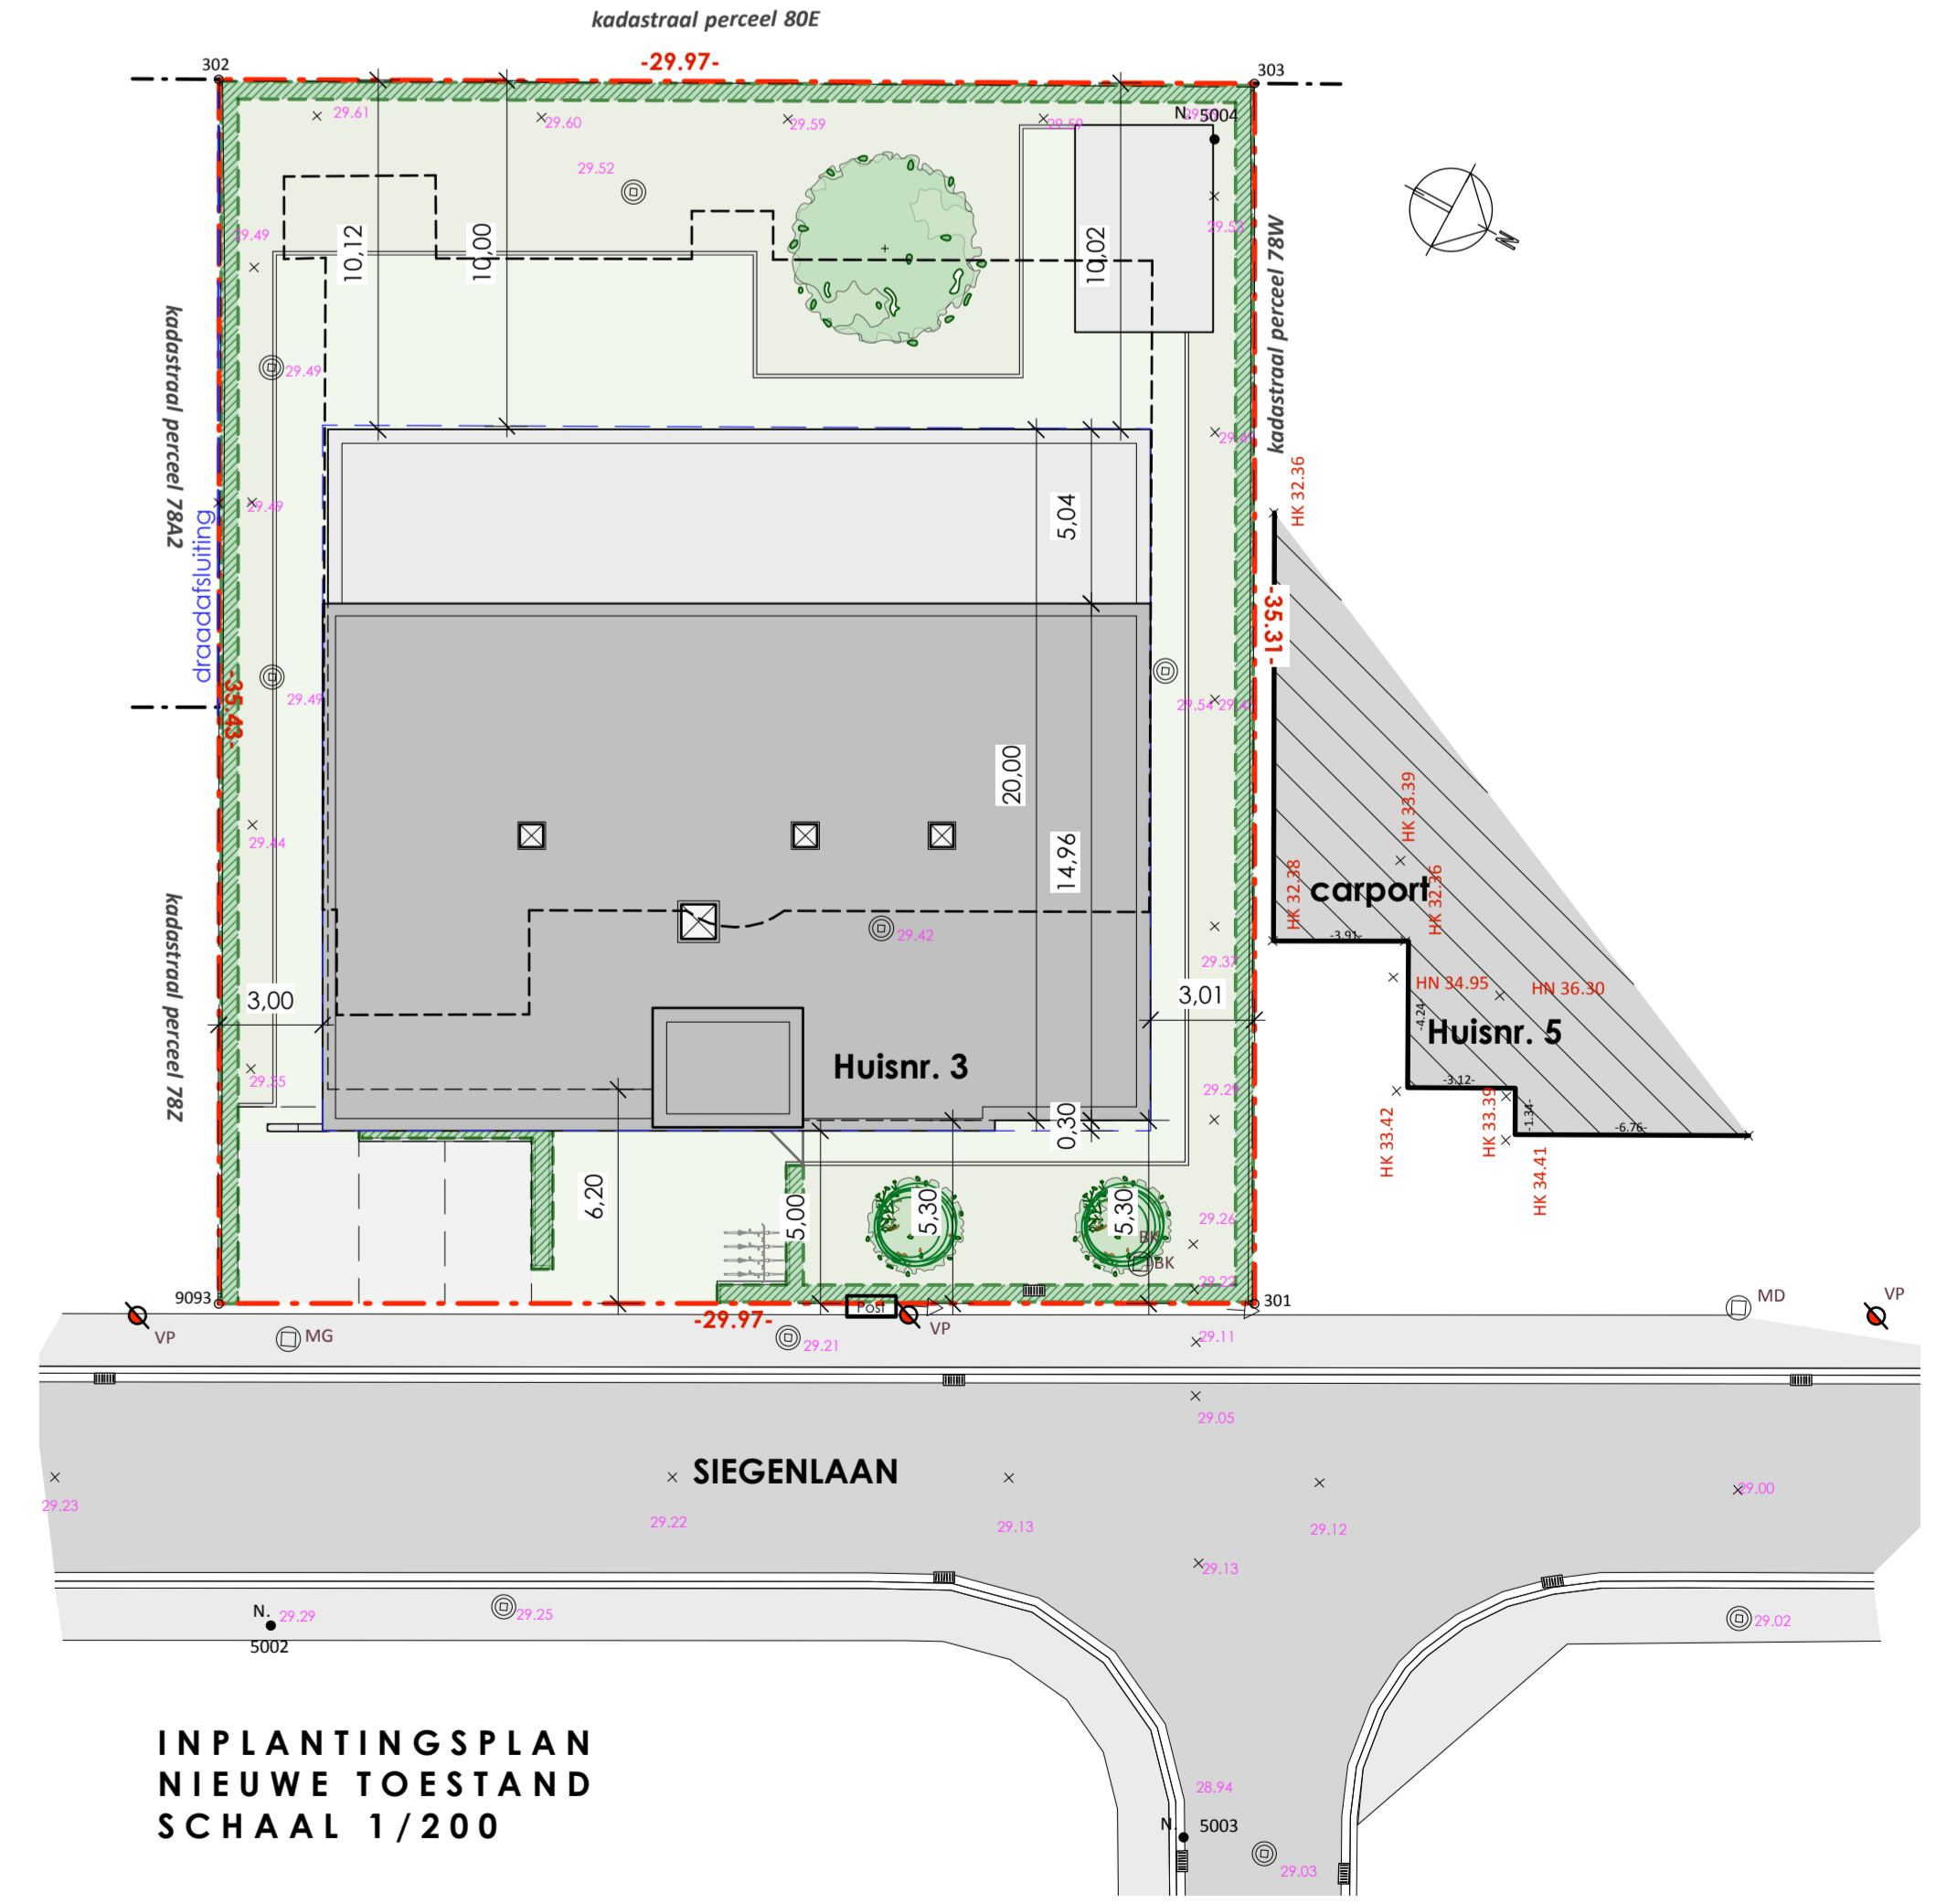 kadastraal perceel 80E
302
-29.97-
303
29.61
29.60
29.59
29.59
N. 5004
29.52
29.49
10,12
10,00
10,02
29.53
N
kadastraal perceel 78W
kadastraal perceel 78A2
29.49
HK 32.36
29.49
5,04
draadafsluiting
-35.31-
-35.43-
29.49
29.54
20,00
HK 33.39
29.44
14,96
HK 32.38
carport
HK 32.36
kadastraal perceel 78Z
29.42
-3.91-
29.37
3,00
3,01
HN 34.95
HN 36.30
-4.24-
Huisnr. 5
Huisnr. 3
29.35
29.29
-3.12-
0,30
HK 33.42
HK 33.39
-1.34-
-6.76-
HK 34.41
6,20
5,00
5,30
5,30
29.26
BK
BK
29.22
9093
301
Post
MD
VP
-29.97-
VP
MG
VP
29.21
29.11
29.05
SIEGENLAAN
29.23
29.22
29.13
29.12
29.00
29.13
N.
29.29
5002
29.25
29.02
INPLANTINGSPLAN
NIEUWE TOESTAND
SCHAAL 1/200
28.94
N. 5003
29.03